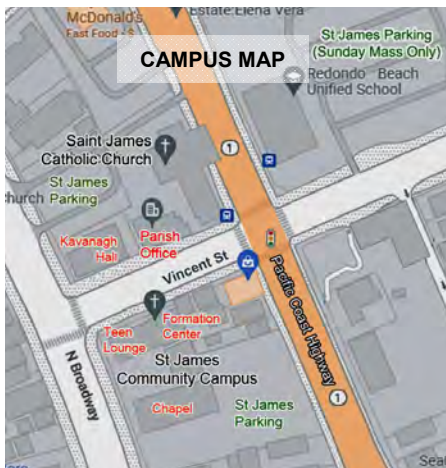 McDonald's
Fast Food - $
Estate:Elena Vera
CAMPUS MAP
St James Parking
(Sunday Mass Only)
Redondo Beach
Unified School
Saint James
Catholic Church
1
church
St James
Parking
Kavanagh
Hall
Parish
Office
Vincent St
Pacific Coast Highway
Teen
Lounge
Formation
Center
N Broadway
St James
Community Campus
Chapel
St James
Parking
1
Sea